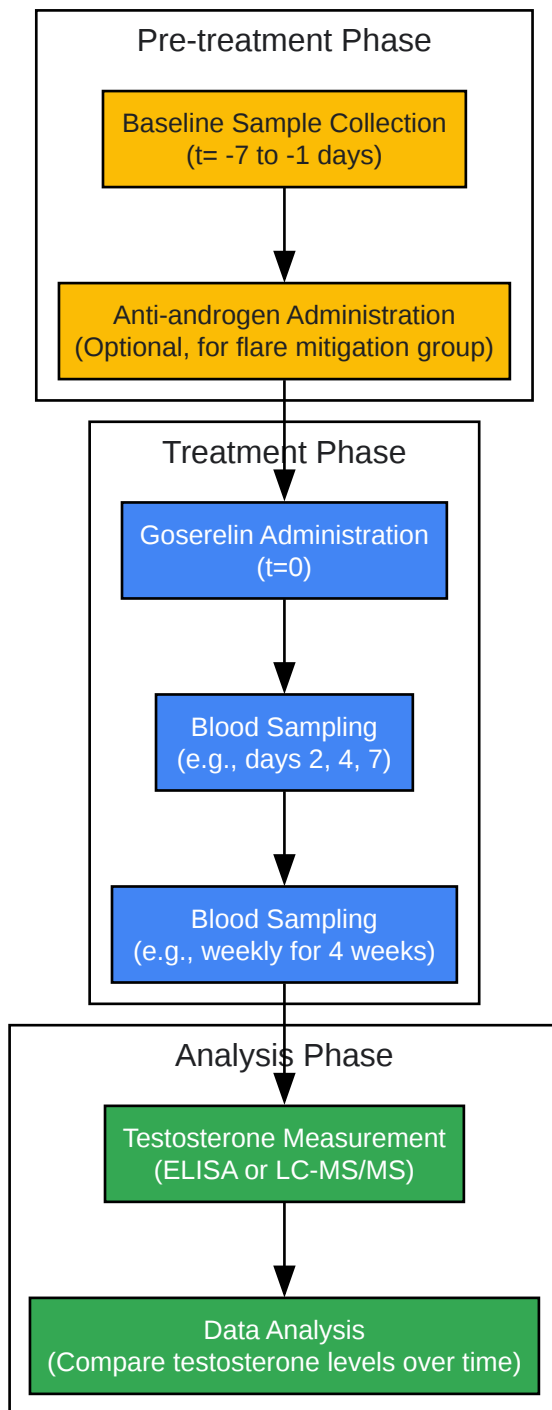 Pre-treatment Phase
Baseline Sample Collection
(t= -7 to -1 days)
Anti-androgen Administration
(Optional, for flare mitigation group)
Treatment Phase
Goserelin Administration
(t=0)
Blood Sampling
(e.g., days 2, 4, 7)
Blood Sampling
(e.g., weekly for 4 weeks)
Analysis Phase
Testosterone Measurement
(ELISA or LC-MS/MS)
Data Analysis
(Compare testosterone levels over time)